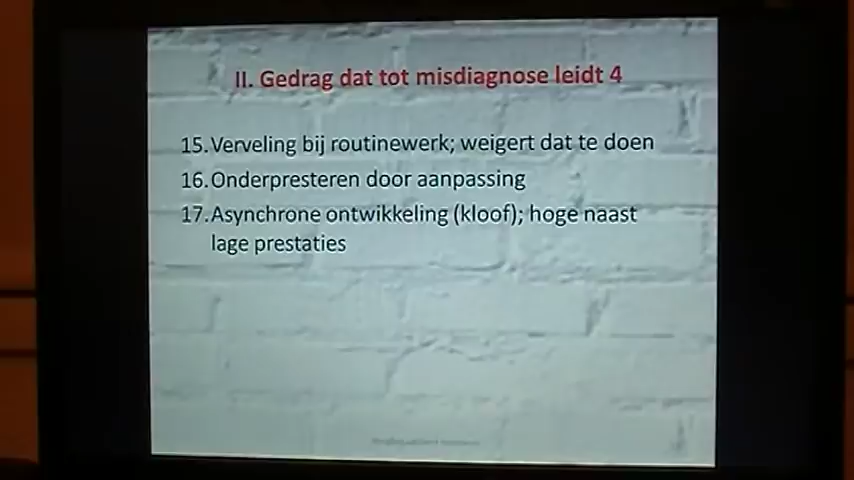 II. Gedrag dat tot misdiagnose leidt 4
15. Verveling bij routinewerk; weigert dat te doen
16. Onderpresteren door aanpassing
17. Asynchrone ontwikkeling (kloof); hoge naast
lage prestaties